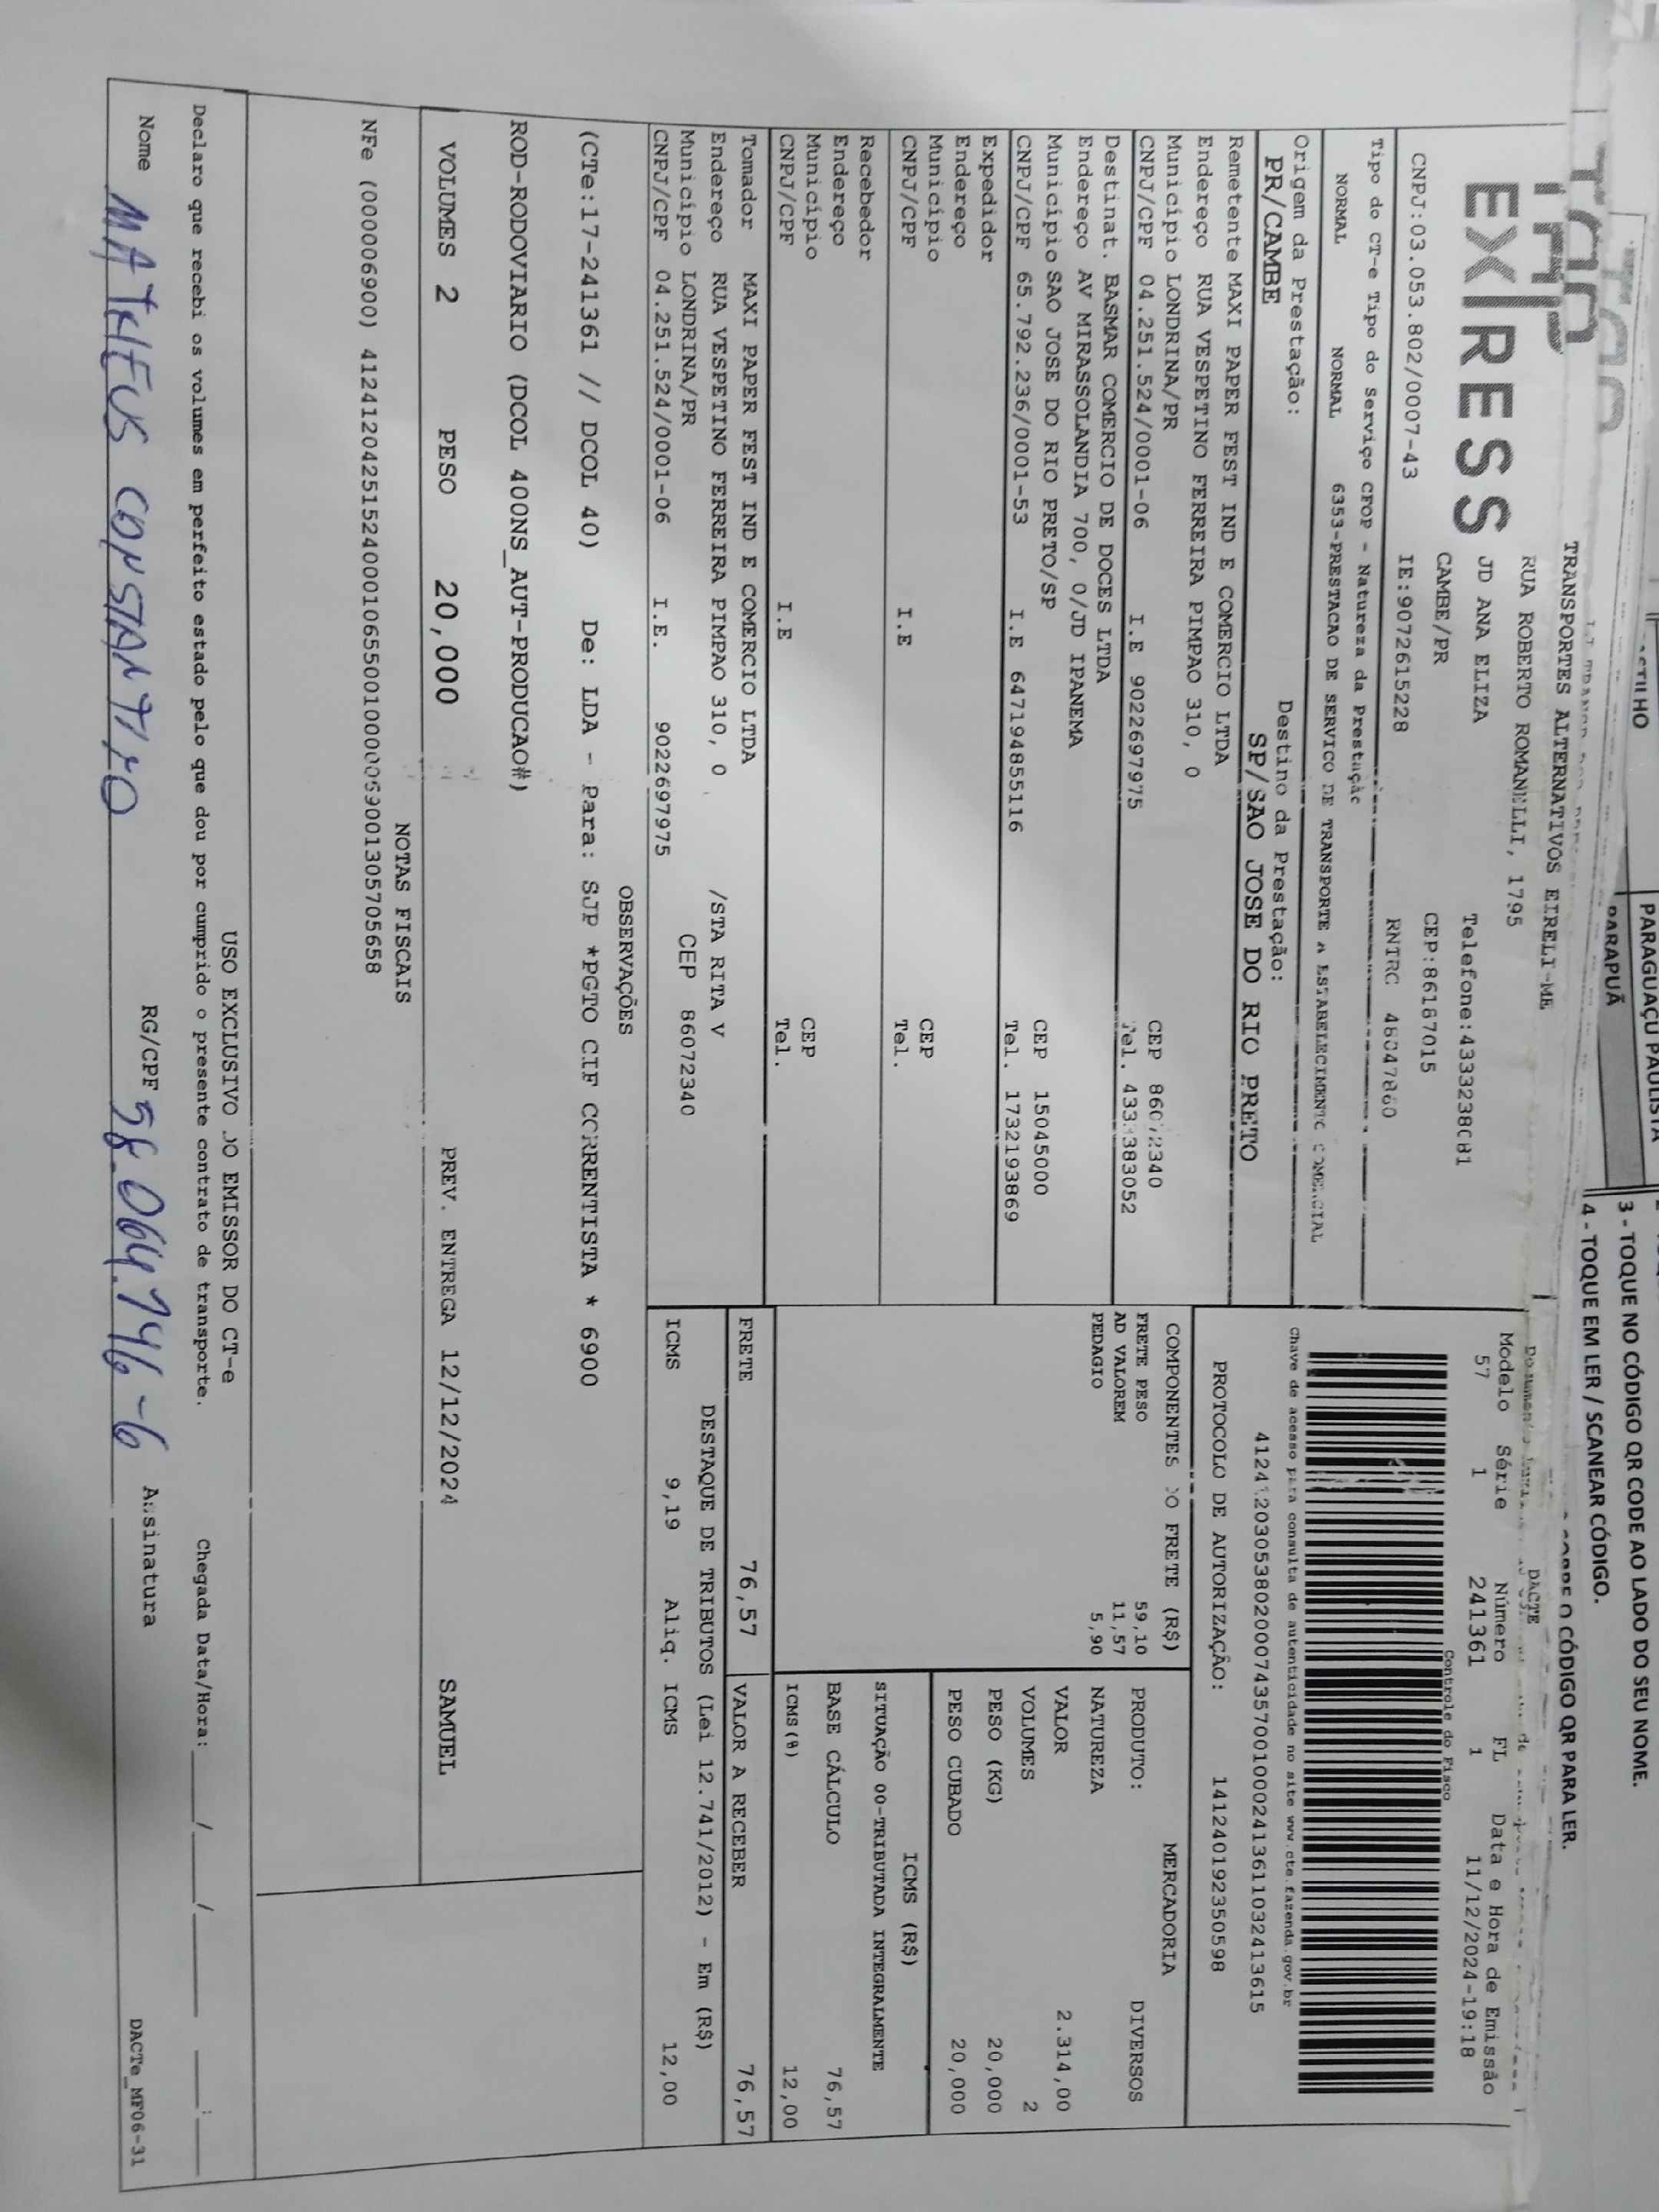 ASTILHO
PARAGUAÇU PAULISTA
PARAPUÃ
3 - TOQUE NO CÓDIGO QR CODE AO LADO DO SEU NOME.
CÓDIGO QR PARA LER.
4 - TOQUE EM LER / SCANEAR CÓDIGO.
EXPRESS
TRANSPORTES ALTERNATIVOS EIRELI-ME
RUA ROBERTO ROMANELLI, 1795
JD ANA ELIZA Telefone:4333238081
CAMBE/PR CEP:86187015
CNPJ:03.053.802/0007-43 IE:9072615228 RNTRC 48047860
Tipo do CT-e Tipo do Serviço CFOP - Natureza da Prestação
NORMAL NORMAL 6353-PRESTACAO DE SERVICO DE TRANSPORTE A ESTABELECIMENTO COMERCIAL
Origem da Prestação: Destino da Prestação:
PR/CAMBE SP/SAO JOSE DO RIO PRETO
DACTE
Modelo Série Número FL Data e Hora de Emissão
57 1 241361 1 11/12/2024-19:18
Controle do Fisco
Chave de acesso para consulta de autenticidade no site www.cte.fazenda.gov.br
41241203053802000743570010002413611032413615
PROTOCOLO DE AUTORIZAÇÃO: 141240192350598
Remetente MAXI PAPER FEST IND E COMERCIO LTDA
Endereço RUA VESPETINO FERREIRA PIMPAO 310, 0
Município LONDRINA/PR CEP 86072340
CNPJ/CPF 04.251.524/0001-06 I.E 9022697975 Tel. 4333383052
Destinat. BASMAR COMERCIO DE DOCES LTDA
Endereço AV MIRASSOLANDIA 700, 0/JD IPANEMA
Município SAO JOSE DO RIO PRETO/SP CEP 15045000
CNPJ/CPF 65.792.236/0001-53 I.E 647194855116 Tel. 1732193869
Expedidor
Endereço
Município CEP
CNPJ/CPF I.E Tel.
Recebedor
Endereço
Município CEP
CNPJ/CPF I.E Tel.
Tomador MAXI PAPER FEST IND E COMERCIO LTDA
Endereço RUA VESPETINO FERREIRA PIMPAO 310, 0 /STA RITA V
Município LONDRINA/PR CEP 86072340
CNPJ/CPF 04.251.524/0001-06 I.E. 9022697975
COMPONENTES DO FRETE (R$)
FRETE PESO 59,10
AD VALOREM 11,57
PEDAGIO 5,90
MERCADORIA
PRODUTO: DIVERSOS
NATUREZA
VALOR 2.314,00
VOLUMES 2
PESO (KG) 20,000
PESO CUBADO 20,000
ICMS (R$)
SITUAÇÃO 00-TRIBUTADA INTEGRALMENTE
BASE CÁLCULO 76,57
ICMS(%) 12,00
FRETE 76,57 VALOR A RECEBER 76,57
DESTAQUE DE TRIBUTOS (Lei 12.741/2012) - Em (R$)
ICMS 9,19 Aliq. ICMS 12,00
OBSERVAÇÕES
(CTe:17-241361 // DCOL 40) De: LDA - Para: SJP *PGTO CIF CORRENTISTA * 6900
ROD-RODOVIARIO (DCOL 400NS_AUT-PRODUCAO#)
VOLUMES 2 PESO 20,000 PREV. ENTREGA 12/12/2024 SAMUEL
NOTAS FISCAIS
NFe (000006900) 41241204251524000106550010000069001305705658
USO EXCLUSIVO DO EMISSOR DO CT-e
Declaro que recebi os volumes em perfeito estado pelo que dou por cumprido o presente contrato de transporte. Chegada Data/Hora: ____/____/____ ___:___
Nome MATHEUS CONSTANTINO RG/CPF 58.064.746-6 Assinatura
DACTe_MF06-31